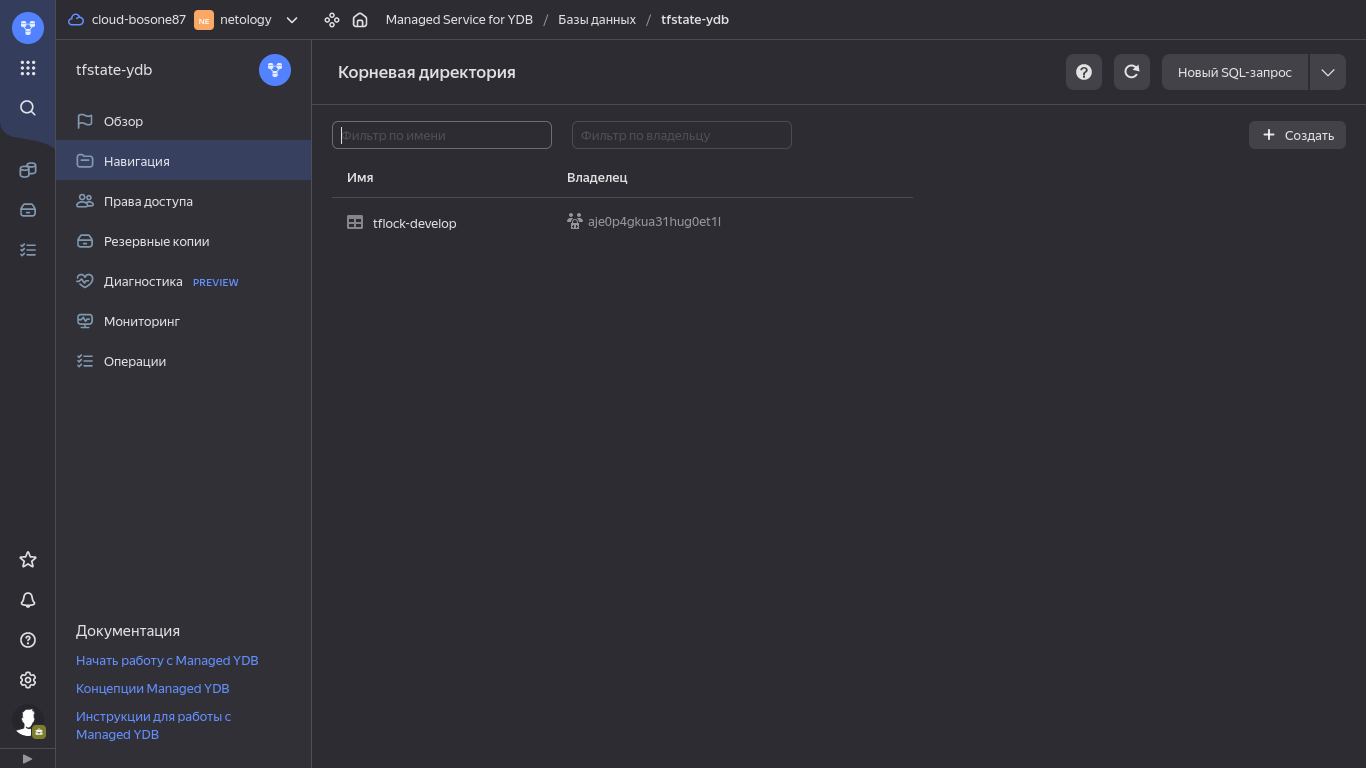 cloud-bosone87 NE netology Managed Service for YDB / Базы данных / tfstate-ydb
tfstate-ydb
Корневая директория
Новый SQL-запрос
Обзор
Навигация
Права доступа
Резервные копии
Диагностика PREVIEW
Мониторинг
Операции
Фильтр по имени
Фильтр по владельцу
Создать
Имя
Владелец
tflock-develop
aje0p4gkua31hug0et1l
Документация
Начать работу с Managed YDB
Концепции Managed YDB
Инструкции для работы с
Managed YDB